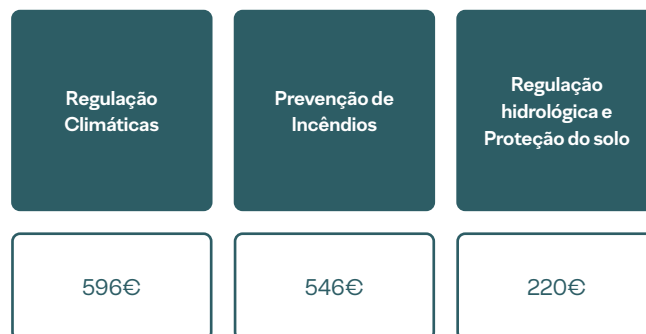 Regulação
Climáticas
Prevenção de
Incêndios
Regulação
hidrológica e
Proteção do solo
596€
546€
220€